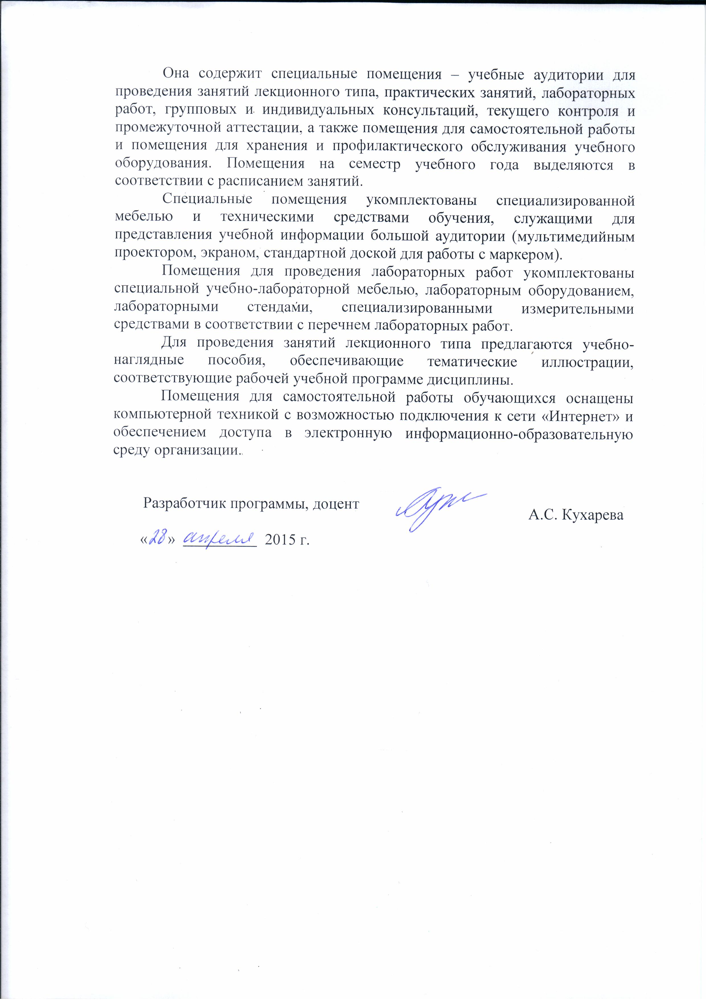 Она содержит специальные помещения – учебные аудитории для
проведения занятий лекционного типа, практических занятий, лабораторных
работ, групповых и индивидуальных консультаций, текущего контроля и
промежуточной аттестации, а также помещения для самостоятельной работы
и помещения для хранения и профилактического обслуживания учебного
оборудования. Помещения на семестр учебного года выделяются в
соответствии с расписанием занятий.
Специальные помещения укомплектованы специализированной
мебелью и техническими средствами обучения, служащими для
представления учебной информации большой аудитории (мультимедийным
проектором, экраном, стандартной доской для работы с маркером).
Помещения для проведения лабораторных работ укомплектованы
специальной учебно-лабораторной мебелью, лабораторным оборудованием,
лабораторными стендами, специализированными измерительными
средствами в соответствии с перечнем лабораторных работ.
Для проведения занятий лекционного типа предлагаются учебно-
наглядные пособия, обеспечивающие тематические иллюстрации,
соответствующие рабочей учебной программе дисциплины.
Помещения для самостоятельной работы обучающихся оснащены
компьютерной техникой с возможностью подключения к сети «Интернет» и
обеспечением доступа в электронную информационно-образовательную
среду организации.
Разработчик программы, доцент
А.С. Кухарева
«28» апреля 2015 г.